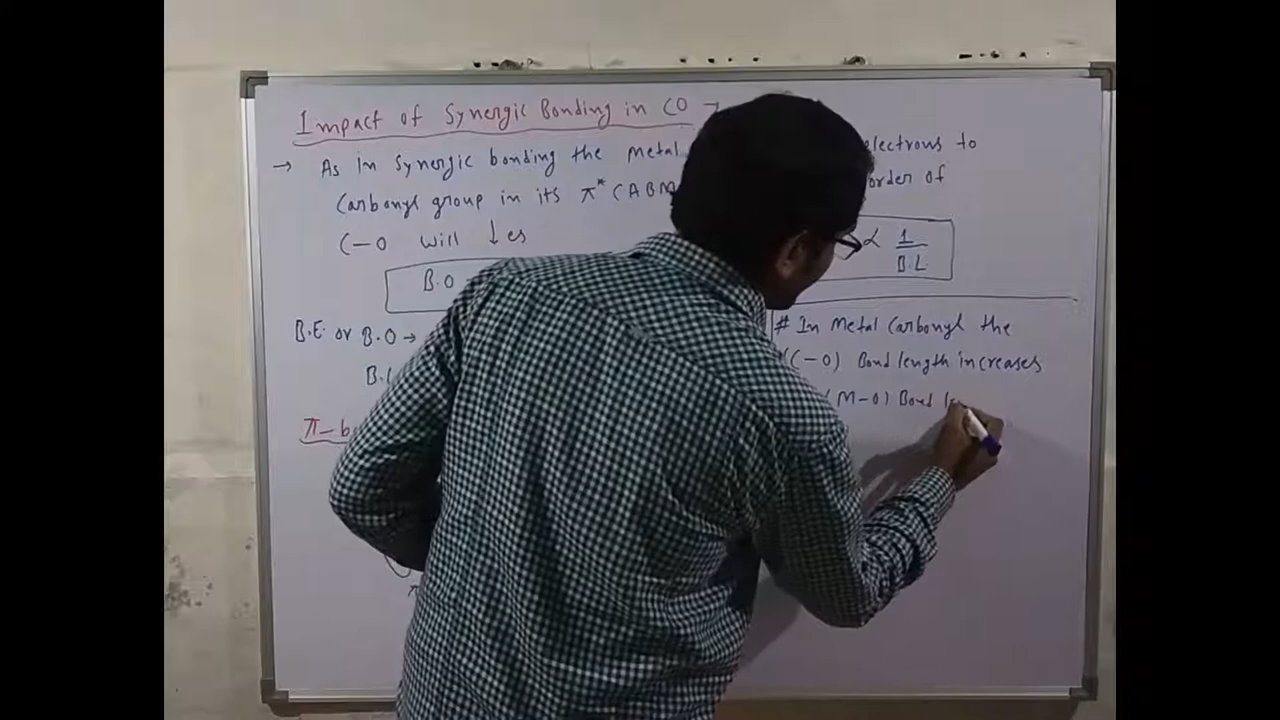 Impact of Synergic Bonding in CO →
→ As in synergic bonding the metal electrons to
Carbonyl group in its π* (ABM order of
C-O will ↓es
B.O ∝ 1/B.L.
B.E. or B.O →
π-b
# In Metal Carbonyl the
(C-O) Bond length increases
(M-O) Bond